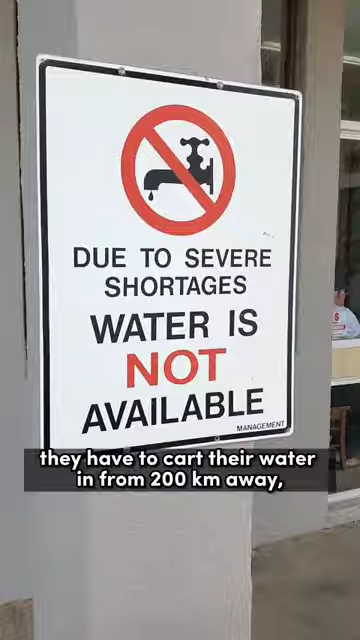 DUE TO SEVERE
SHORTAGES
WATER IS
NOT
AVAILABLE
MANAGEMENT
they have to cart their water
in from 200 km away,